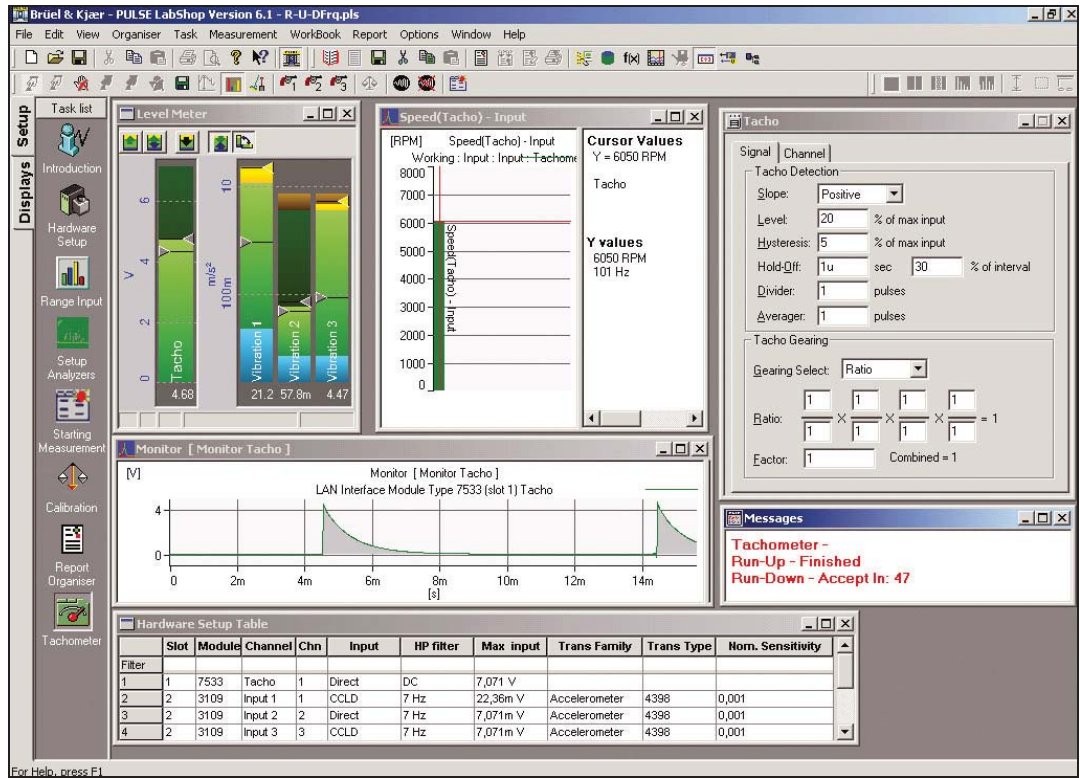 Brüel & Kjær - PULSE LabShop Version 6.1 - R-U-DFrq.pls
File Edit View Organiser Task Measurement WorkBook Report Options Window Help
f(x)
1 2 3
Setup
Displays
Task list
Introduction
Hardware
Setup
Range Input
Setup
Analyzers
Starting
Measurement
Calibration
Report
Organiser
Tachometer
Level Meter
V
6
4
2
0
Tacho
4.68
m/s²
10
100m
Vibration 1
Vibration 2
Vibration 3
21.2 57.8m 4.47
Speed(Tacho) - Input
[RPM] Speed(Tacho) - Input
Working : Input : Input : Tachome
8000
7000
6000
5000
4000
3000
2000
1000
0
Speed(Tacho) - Input
Cursor Values
Y = 6050 RPM
Tacho
Y values
6050 RPM
101 Hz
Tacho
Signal Channel
Tacho Detection
Slope: Positive
Level: 20 % of max input
Hysteresis: 5 % of max input
Hold-Off: 1u sec 30 % of interval
Divider: 1 pulses
Averager: 1 pulses
Tacho Gearing
Gearing Select: Ratio
1 1 1 1
Ratio: X X X = 1
1 1 1 1
Factor: 1 Combined = 1
Monitor [ Monitor Tacho ]
[V] Monitor [ Monitor Tacho ]
LAN Interface Module Type 7533 (slot 1) Tacho
4
0
0 2m 4m 6m 8m 10m 12m 14m
[s]
Messages
Tachometer -
Run-Up - Finished
Run-Down - Accept In: 47
Hardware Setup Table
Slot Module Channel Chn Input HP filter Max input Trans Family Trans Type Nom. Sensitivity
Filter
1 1 7533 Tacho 1 Direct DC 7,071 V
2 2 3109 Input 1 1 CCLD 7 Hz 22,36m V Accelerometer 4398 0,001
3 2 3109 Input 2 2 Direct 7 Hz 7,071m V Accelerometer 4398 0,001
4 2 3109 Input 3 3 CCLD 7 Hz 7,071m V Accelerometer 4398 0,001
For Help, press F1